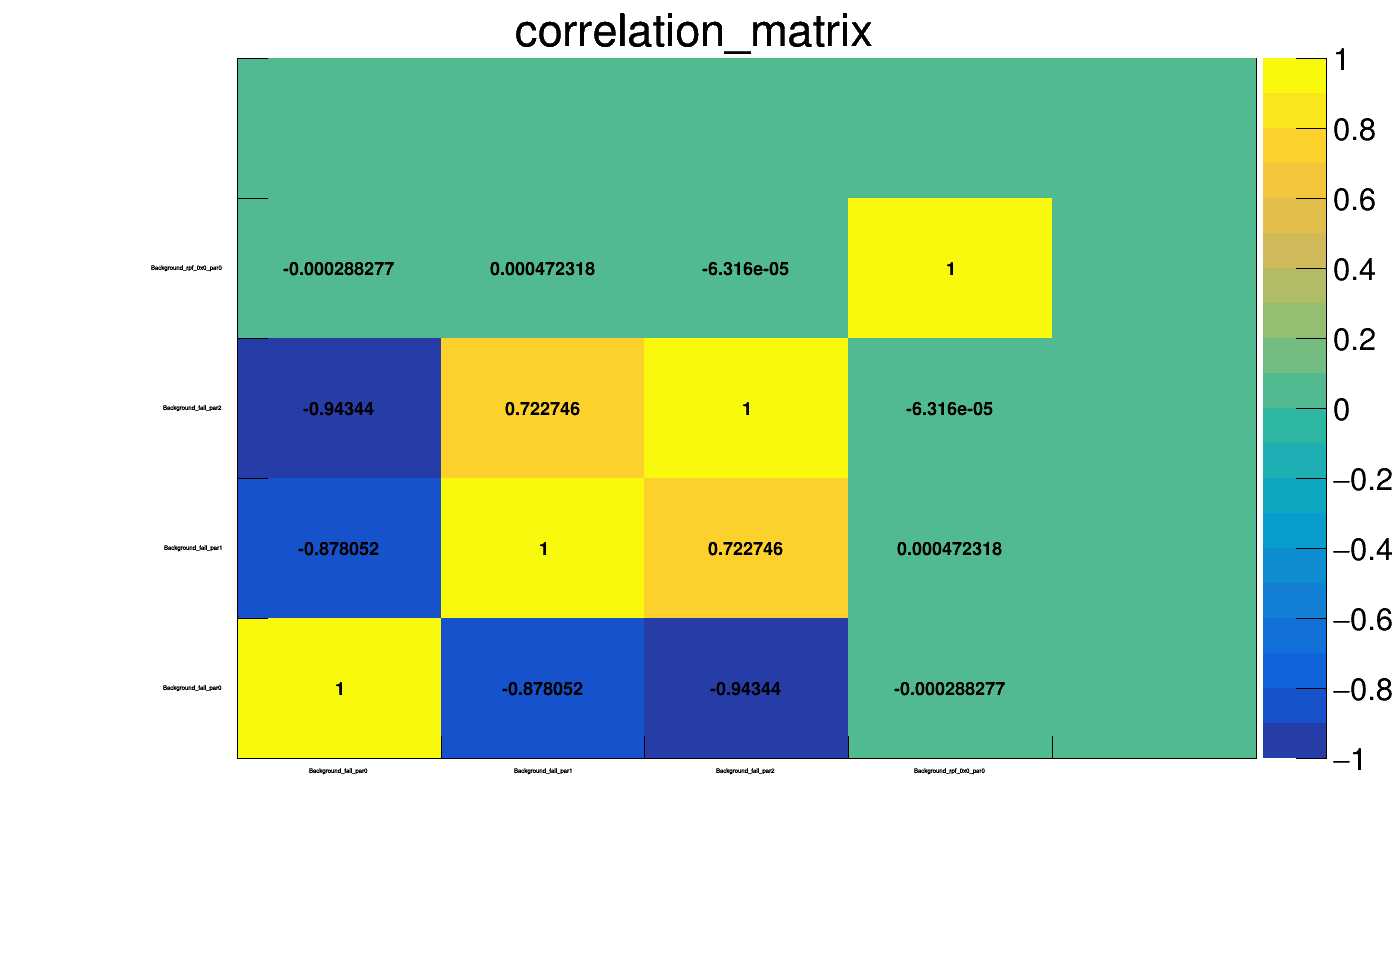 correlation_matrix
1
0.8
0.6
0.4
0.2
0
−0.2
−0.4
−0.6
−0.8
−1
Background_rpf_0x0_par0 -0.000288277 0.000472318 -6.316e-05 1
Background_fail_par2 -0.94344 0.722746 1 -6.316e-05
Background_fail_par1 -0.878052 1 0.722746 0.000472318
Background_fail_par0 1 -0.878052 -0.94344 -0.000288277
Background_fail_par0 Background_fail_par1 Background_fail_par2 Background_rpf_0x0_par0